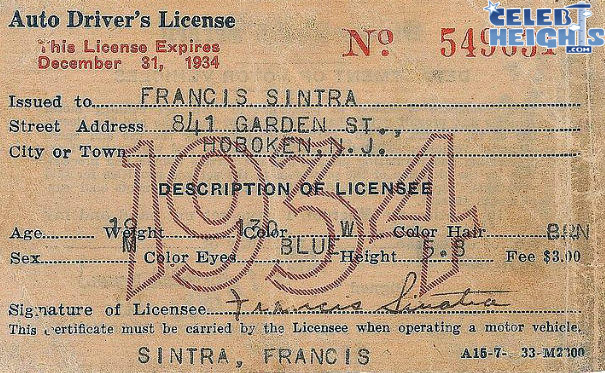 CELEB HEIGHTS.COM
Auto Driver's License
This License Expires
December 31, 1934
No
Issued to FRANCIS SINTRA
Street Address 841 GARDEN ST.,
City or Town HOBOKEN, N.J.
1934
DESCRIPTION OF LICENSEE
Age 18 Weight 130 Color W Color Hair BRN
Sex M Color Eyes BLUE Height 5.8 Fee $3.00
Signature of Licensee Francis Sinatra
This certificate must be carried by the Licensee when operating a motor vehicle.
SINTRA, FRANCIS A15-7- 33-M2300